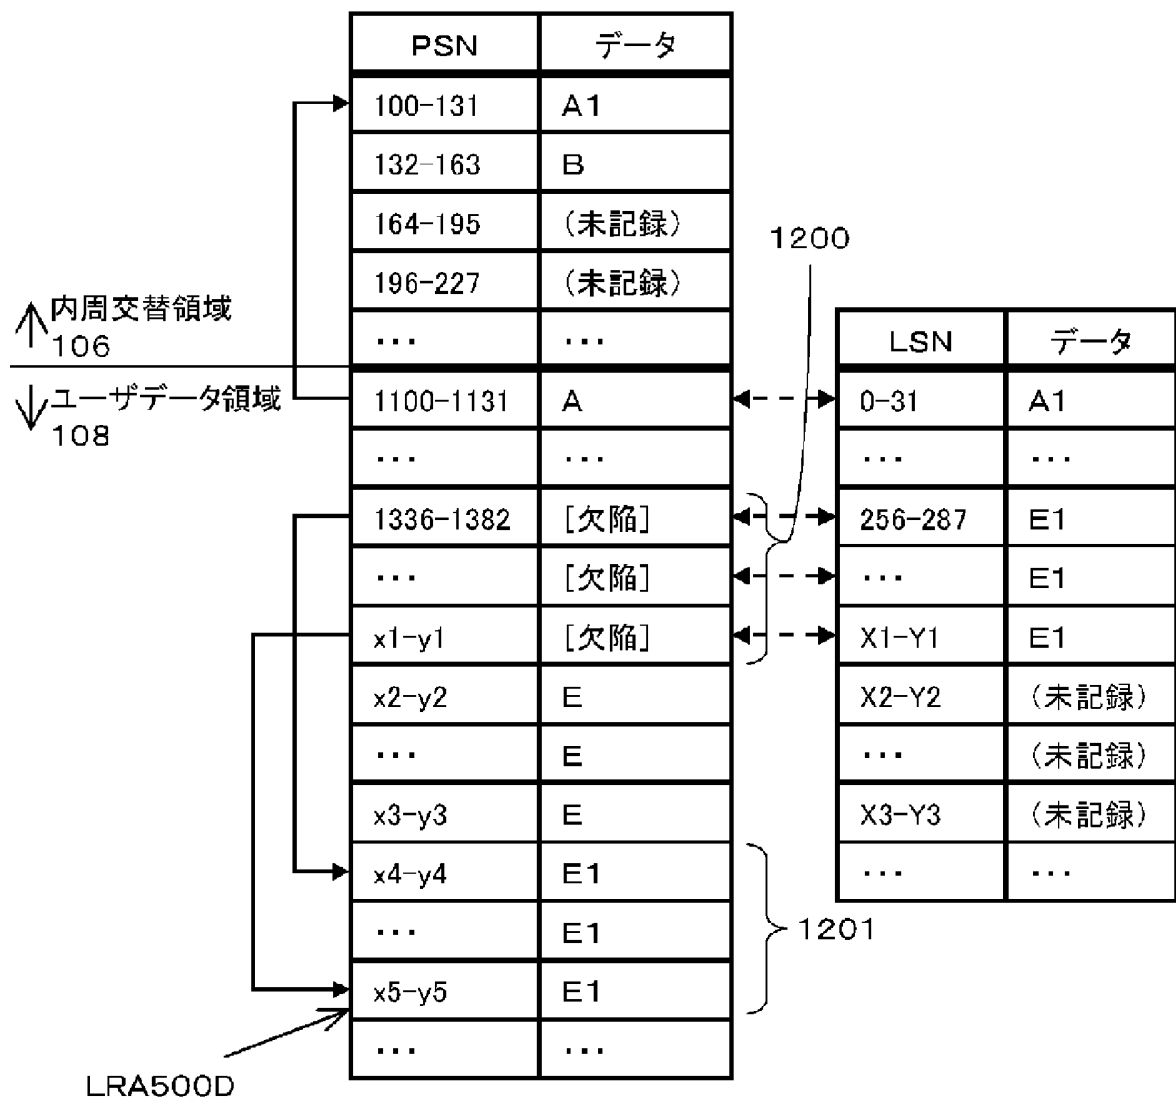 PSN データ
100-131 A1
132-163 B
164-195 (未記録)
196-227 (未記録)
... ...
1100-1131 A
... ...
1336-1382 [欠陥]
... [欠陥]
x1-y1 [欠陥]
x2-y2 E
... E
x3-y3 E
x4-y4 E1
... E1
x5-y5 E1
... ...
内周交替領域
106
ユーザデータ領域
108
1200
LSN データ
0-31 A1
... ...
256-287 E1
... E1
X1-Y1 E1
X2-Y2 (未記録)
... (未記録)
X3-Y3 (未記録)
... ...
1201
LRA500D